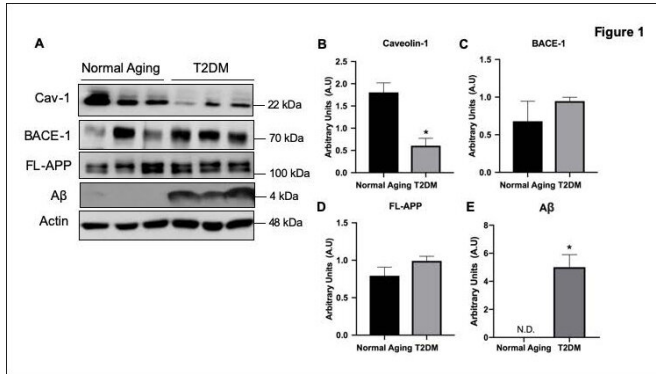 Figure 1
A
Normal Aging T2DM
Cav-1
22 kDa
BACE-1
70 kDa
FL-APP
100 kDa
Aβ
4 kDa
Actin
48 kDa
B
Caveolin-1
Arbitrary Units (A.U)
2.5
2.0
1.5
1.0
0.5
0.0
*
Normal Aging T2DM
C
BACE-1
Arbitrary Units (A.U)
1.5
1.0
0.5
0.0
Normal Aging T2DM
D
FL-APP
Arbitrary Units (A.U)
1.5
1.0
0.5
0.0
Normal Aging T2DM
E
Aβ
Arbitrary Units (A.U)
8
6
4
2
0
N.D.
*
Normal Aging T2DM